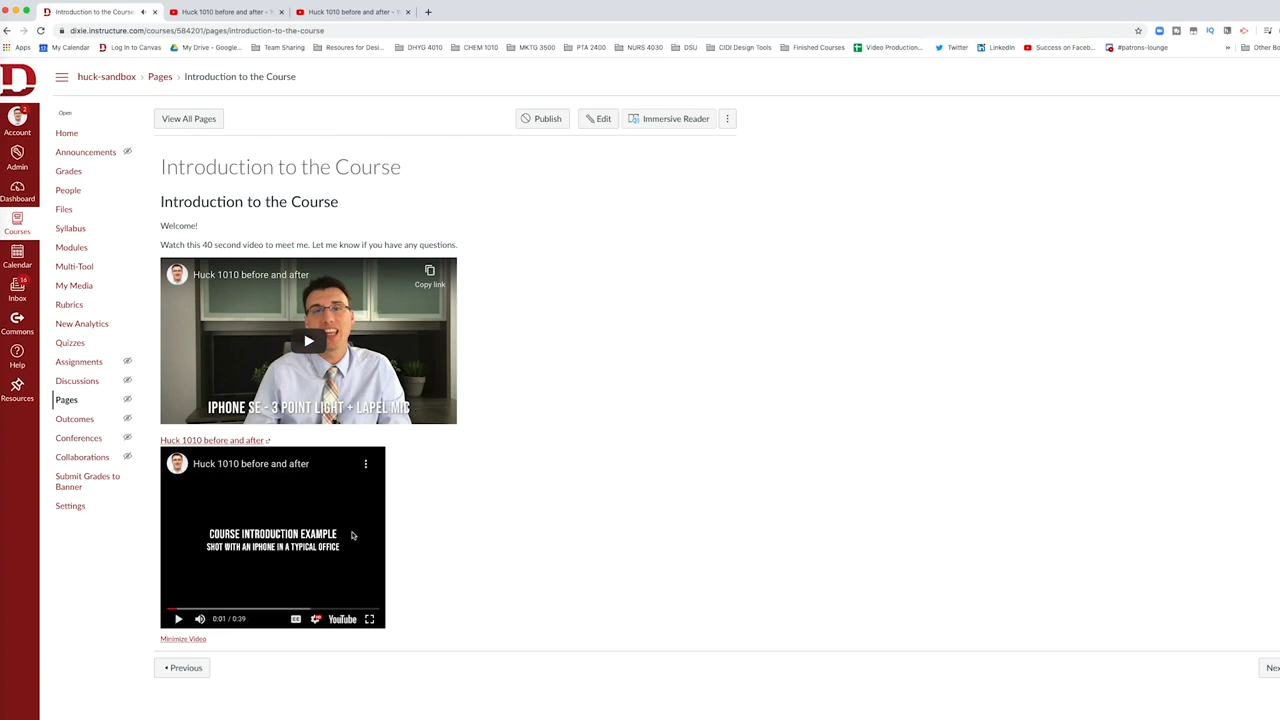 Introduction to the Course
Huck 1010 before and after - Y
Huck 1010 before and after - Y
dixie.instructure.com/courses/584201/pages/introduction-to-the-course
Apps
My Calendar
Log In to Canvas
My Drive - Google...
Team Sharing
Resoures for Desi...
DHYG 4010
CHEM 1010
MKTG 3500
PTA 2400
NURS 4030
DSU
CIDI Design Tools
Finished Courses
Video Production...
Twitter
LinkedIn
Success on Faceb...
#patrons-lounge
»
Other Bo
D
huck-sandbox › Pages › Introduction to the Course
2
Account
Admin
Dashboard
Courses
Calendar
16
Inbox
Commons
Help
Resources
Open
Home
Announcements
Grades
People
Files
Syllabus
Modules
Multi-Tool
My Media
Rubrics
New Analytics
Quizzes
Assignments
Discussions
Pages
Outcomes
Conferences
Collaborations
Submit Grades to
Banner
Settings
View All Pages
Publish
Edit
Immersive Reader
Introduction to the Course
Introduction to the Course
Welcome!
Watch this 40 second video to meet me. Let me know if you have any questions.
Huck 1010 before and after
Copy link
IPHONE SE - 3 POINT LIGHT + LAPEL MIC
Huck 1010 before and after
Huck 1010 before and after
COURSE INTRODUCTION EXAMPLE
SHOT WITH AN IPHONE IN A TYPICAL OFFICE
0:01 / 0:39
CC
YouTube
Minimize Video
Previous
Nex